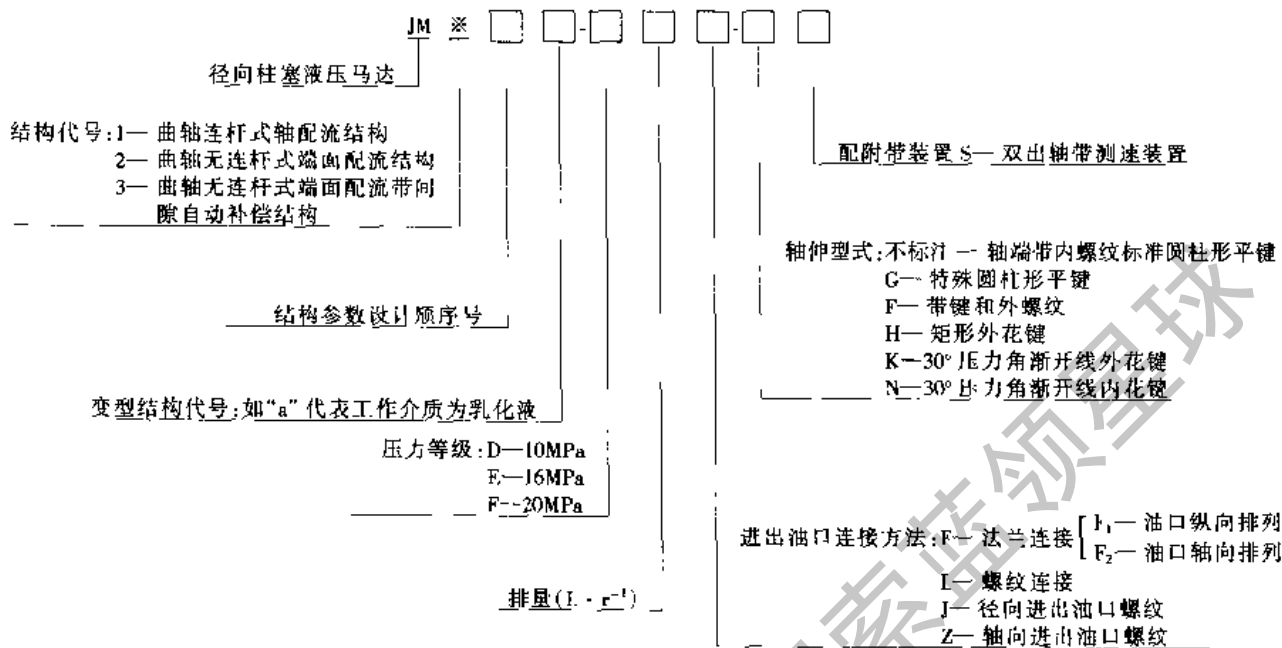 JM ※ □ □-□ □ □-□ □
径向柱塞液压马达
结构代号:1— 曲轴连杆式轴配流结构
2— 曲轴无连杆式端面配流结构
3— 曲轴无连杆式端面配流带间
隙自动补偿结构
配附带装置 S— 双出轴带测速装置
轴伸型式:不标注 — 轴端带内螺纹标准圆柱形平键
G— 特殊圆柱形平键
F— 带键和外螺纹
H— 矩形外花键
K—30°压力角渐开线外花键
N—30°压力角渐开线内花键
结构参数设计顺序号
变型结构代号:如“a”代表工作介质为乳化液
压力等级:D—10MPa
E—16MPa
F—20MPa
进出油口连接方法:F— 法兰连接
F₁— 油口纵向排列
F₂— 油口轴向排列
L— 螺纹连接
J— 径向进出油口螺纹
Z— 轴向进出油口螺纹
排量(L·r⁻¹)
索蓝领星球